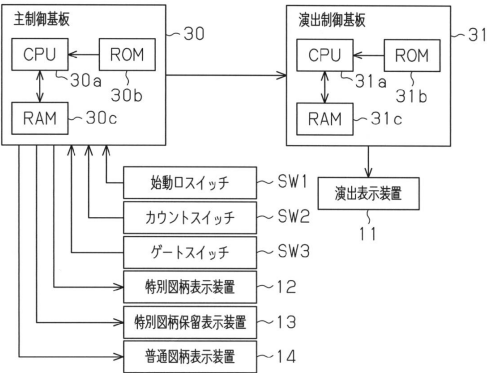 主制御基板
30
CPU
ROM
30a
30b
RAM
30c
演出制御基板
31
CPU
ROM
31a
31b
RAM
31c
始動口スイッチ
SW1
カウントスイッチ
SW2
ゲートスイッチ
SW3
特別図柄表示装置
12
特別図柄保留表示装置
13
普通図柄表示装置
14
演出表示装置
11